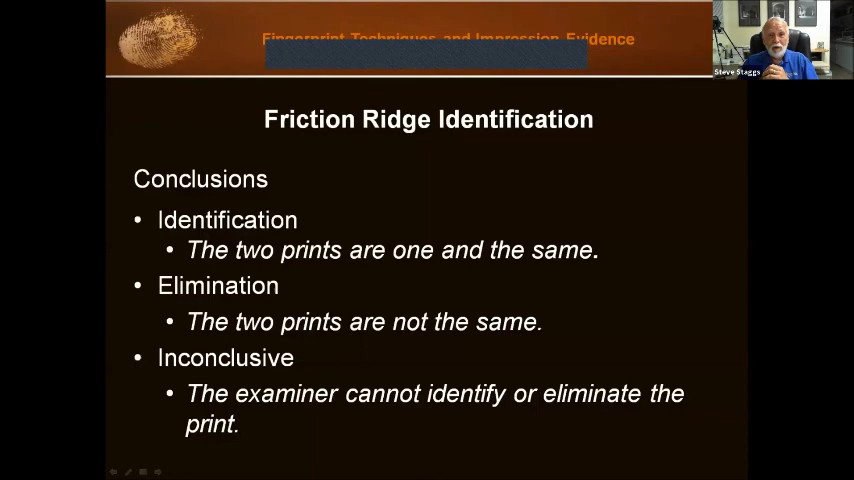 Fingerprint Techniques and Impression Evidence
Steve Staggs
Friction Ridge Identification
Conclusions
• Identification
• The two prints are one and the same.
• Elimination
• The two prints are not the same.
• Inconclusive
• The examiner cannot identify or eliminate the
print.